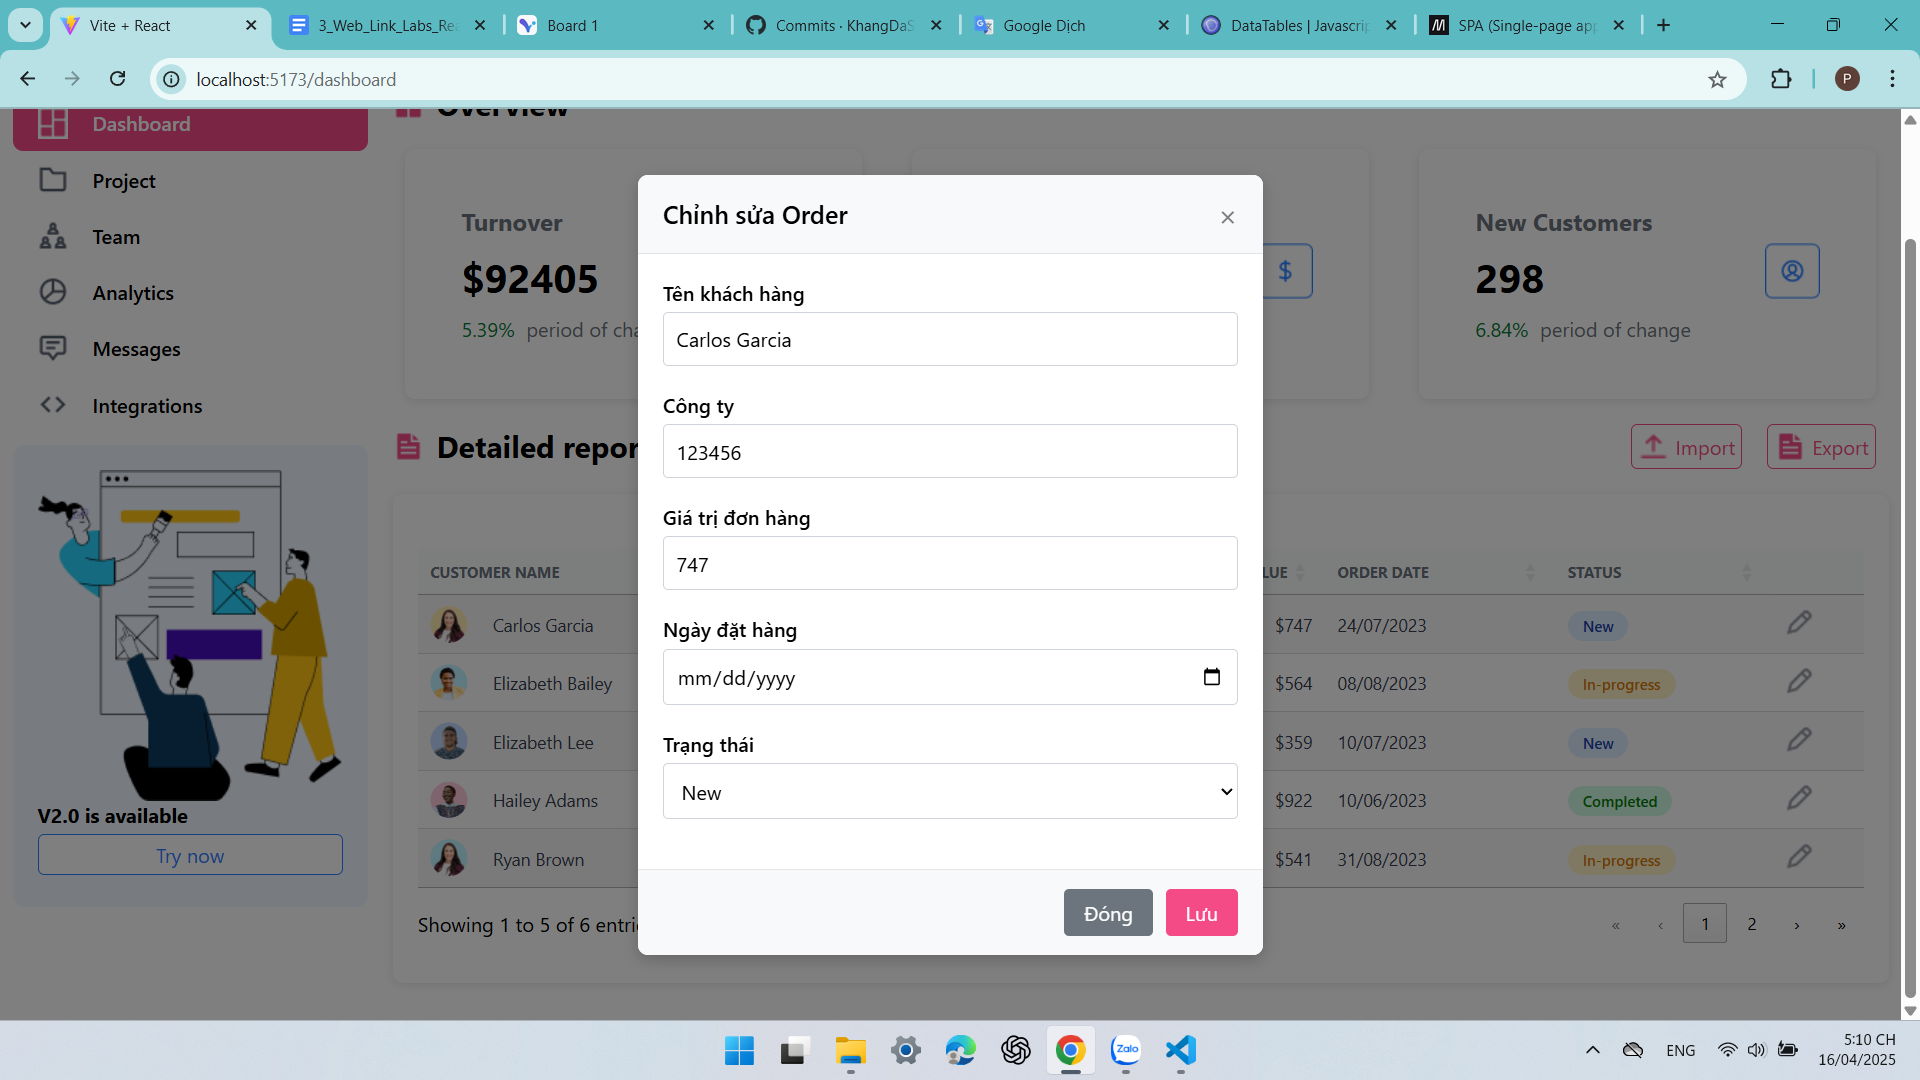 Vite + React
3_Web_Link_Labs_Rea
Board 1
Commits · KhangDaS
Google Dịch
DataTables | Javascrip
SPA (Single-page app
localhost:5173/dashboard
P
Overview
Dashboard
Project
Team
Analytics
Messages
Integrations
V2.0 is available
Try now
Turnover
$92405
5.39% period of cha
$
New Customers
298
6.84% period of change
Detailed repor
Import
Export
CUSTOMER NAME
LUE
ORDER DATE
STATUS
Carlos Garcia
$747
24/07/2023
New
Elizabeth Bailey
$564
08/08/2023
In-progress
Elizabeth Lee
$359
10/07/2023
New
Hailey Adams
$922
10/06/2023
Completed
Ryan Brown
$541
31/08/2023
In-progress
Showing 1 to 5 of 6 entri
« ‹ 1 2 › »
Chỉnh sửa Order
×
Tên khách hàng
Carlos Garcia
Công ty
123456
Giá trị đơn hàng
747
Ngày đặt hàng
mm/dd/yyyy
Trạng thái
New
Đóng
Lưu
Zalo
ENG
5:10 CH
16/04/2025